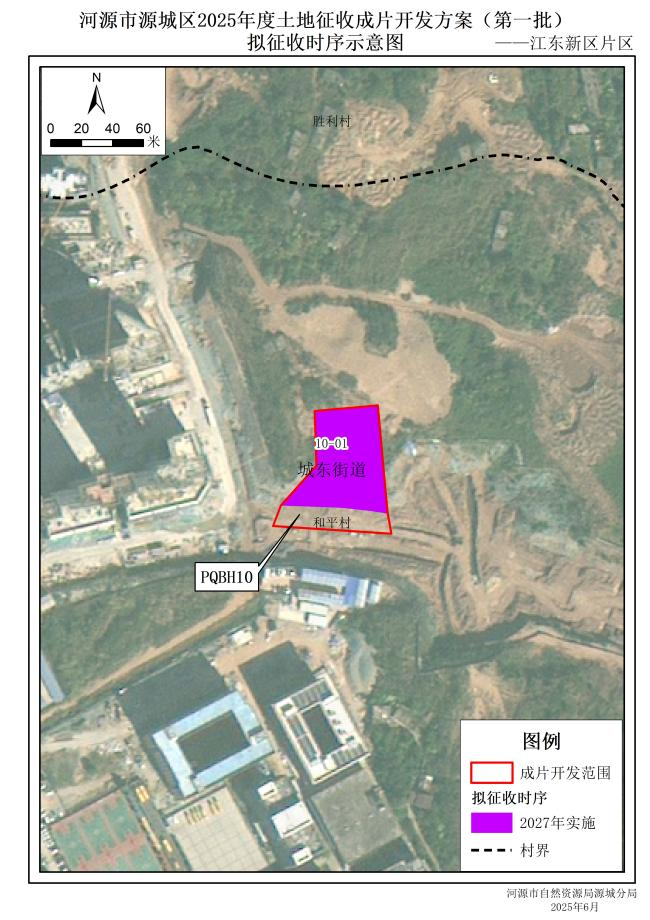 河源市源城区2025年度土地征收成片开发方案（第一批）
拟征收时序示意图
——江东新区片区
N
0 20 40 60
米
胜利村
10-01
城东街道
和平村
PQBH10
图例
成片开发范围
拟征收时序
2027年实施
村界
河源市自然资源局源城分局
2025年6月